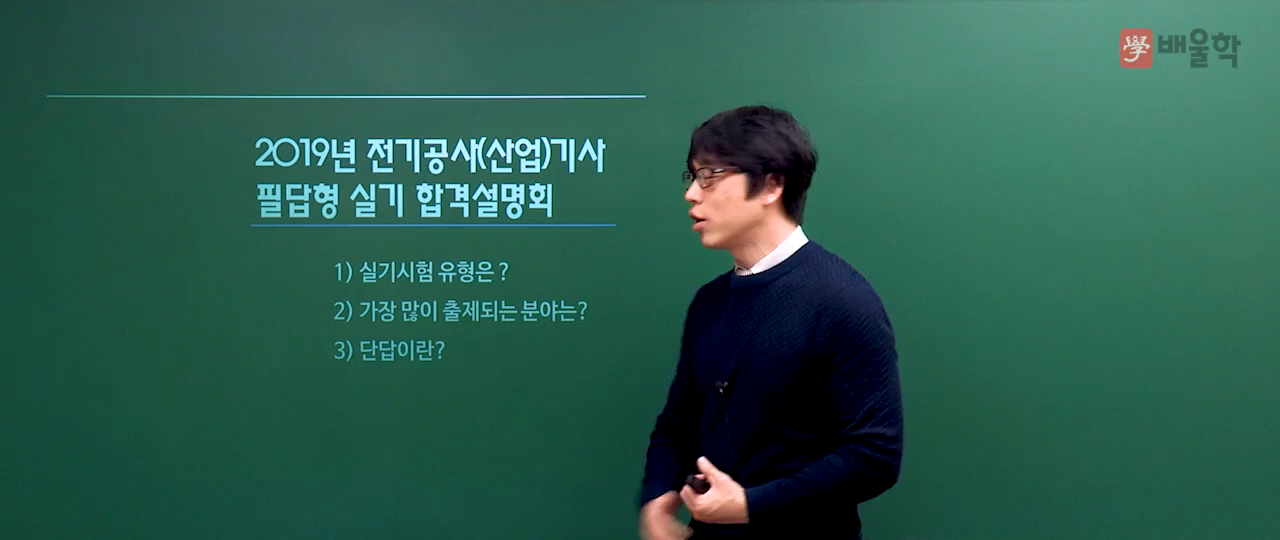 學 배울학
2019년 전기공사(산업)기사
필답형 실기 합격설명회
1) 실기시험 유형은 ?
2) 가장 많이 출제되는 분야는?
3) 단답이란?